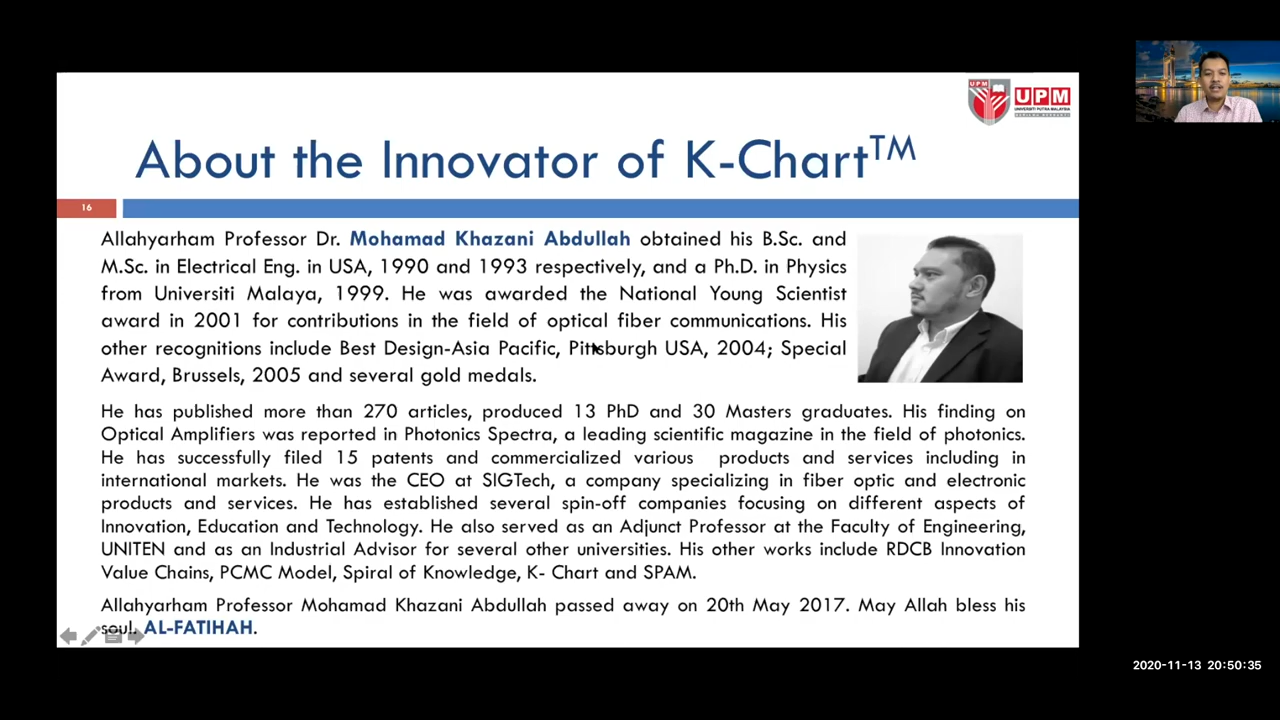 UPM
UPM
UNIVERSITI PUTRA MALAYSIA
About the Innovator of K-Chart™
16
Allahyarham Professor Dr. Mohamad Khazani Abdullah obtained his B.Sc. and
M.Sc. in Electrical Eng. in USA, 1990 and 1993 respectively, and a Ph.D. in Physics
from Universiti Malaya, 1999. He was awarded the National Young Scientist
award in 2001 for contributions in the field of optical fiber communications. His
other recognitions include Best Design-Asia Pacific, Pittsburgh USA, 2004; Special
Award, Brussels, 2005 and several gold medals.
He has published more than 270 articles, produced 13 PhD and 30 Masters graduates. His finding on
Optical Amplifiers was reported in Photonics Spectra, a leading scientific magazine in the field of photonics.
He has successfully filed 15 patents and commercialized various products and services including in
international markets. He was the CEO at SIGTech, a company specializing in fiber optic and electronic
products and services. He has established several spin-off companies focusing on different aspects of
Innovation, Education and Technology. He also served as an Adjunct Professor at the Faculty of Engineering,
UNITEN and as an Industrial Advisor for several other universities. His other works include RDCB Innovation
Value Chains, PCMC Model, Spiral of Knowledge, K- Chart and SPAM.
Allahyarham Professor Mohamad Khazani Abdullah passed away on 20th May 2017. May Allah bless his
soul. AL-FATIHAH.
2020-11-13 20:50:35